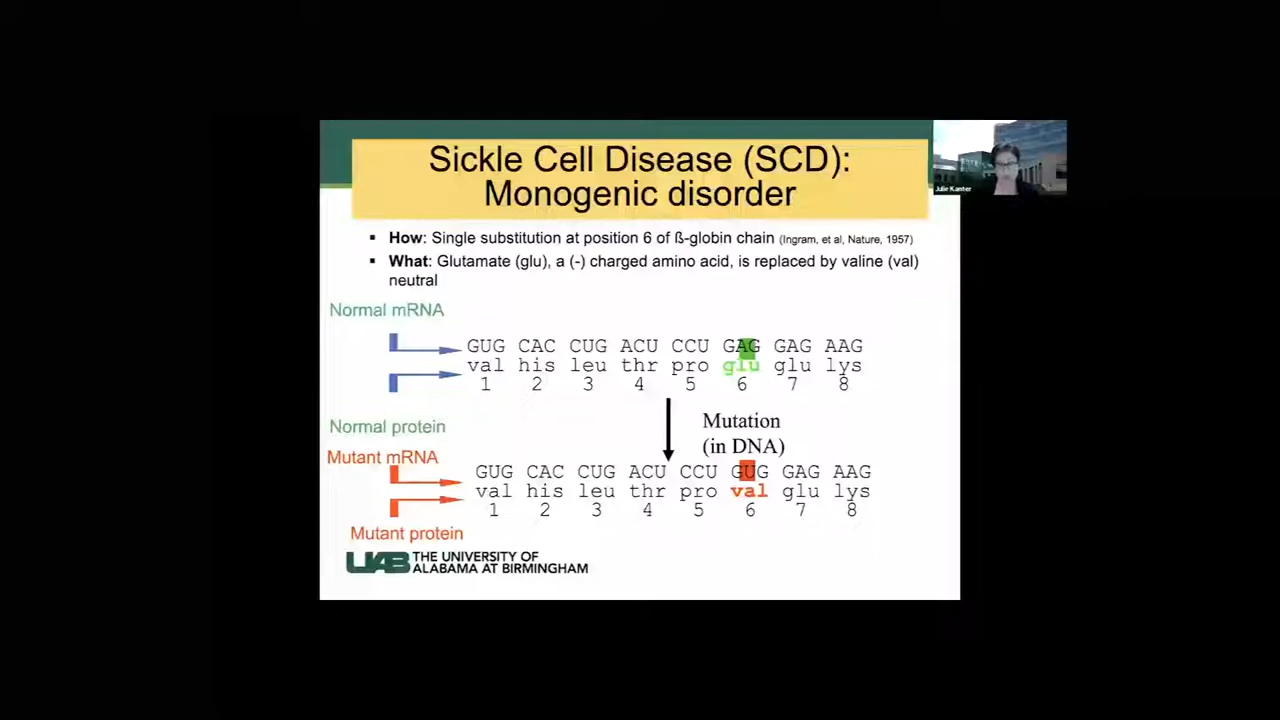 Sickle Cell Disease (SCD):
Monogenic disorder
Julie Kanter
▪ How: Single substitution at position 6 of ß-globin chain (Ingram, et al, Nature, 1957)
▪ What: Glutamate (glu), a (-) charged amino acid, is replaced by valine (val)
neutral
Normal mRNA
GUG CAC CUG ACU CCU GAG GAG AAG
val his leu thr pro glu glu lys
1 2 3 4 5 6 7 8
Normal protein
Mutation
(in DNA)
Mutant mRNA
GUG CAC CUG ACU CCU GUG GAG AAG
val his leu thr pro val glu lys
1 2 3 4 5 6 7 8
Mutant protein
UAB THE UNIVERSITY OF
ALABAMA AT BIRMINGHAM